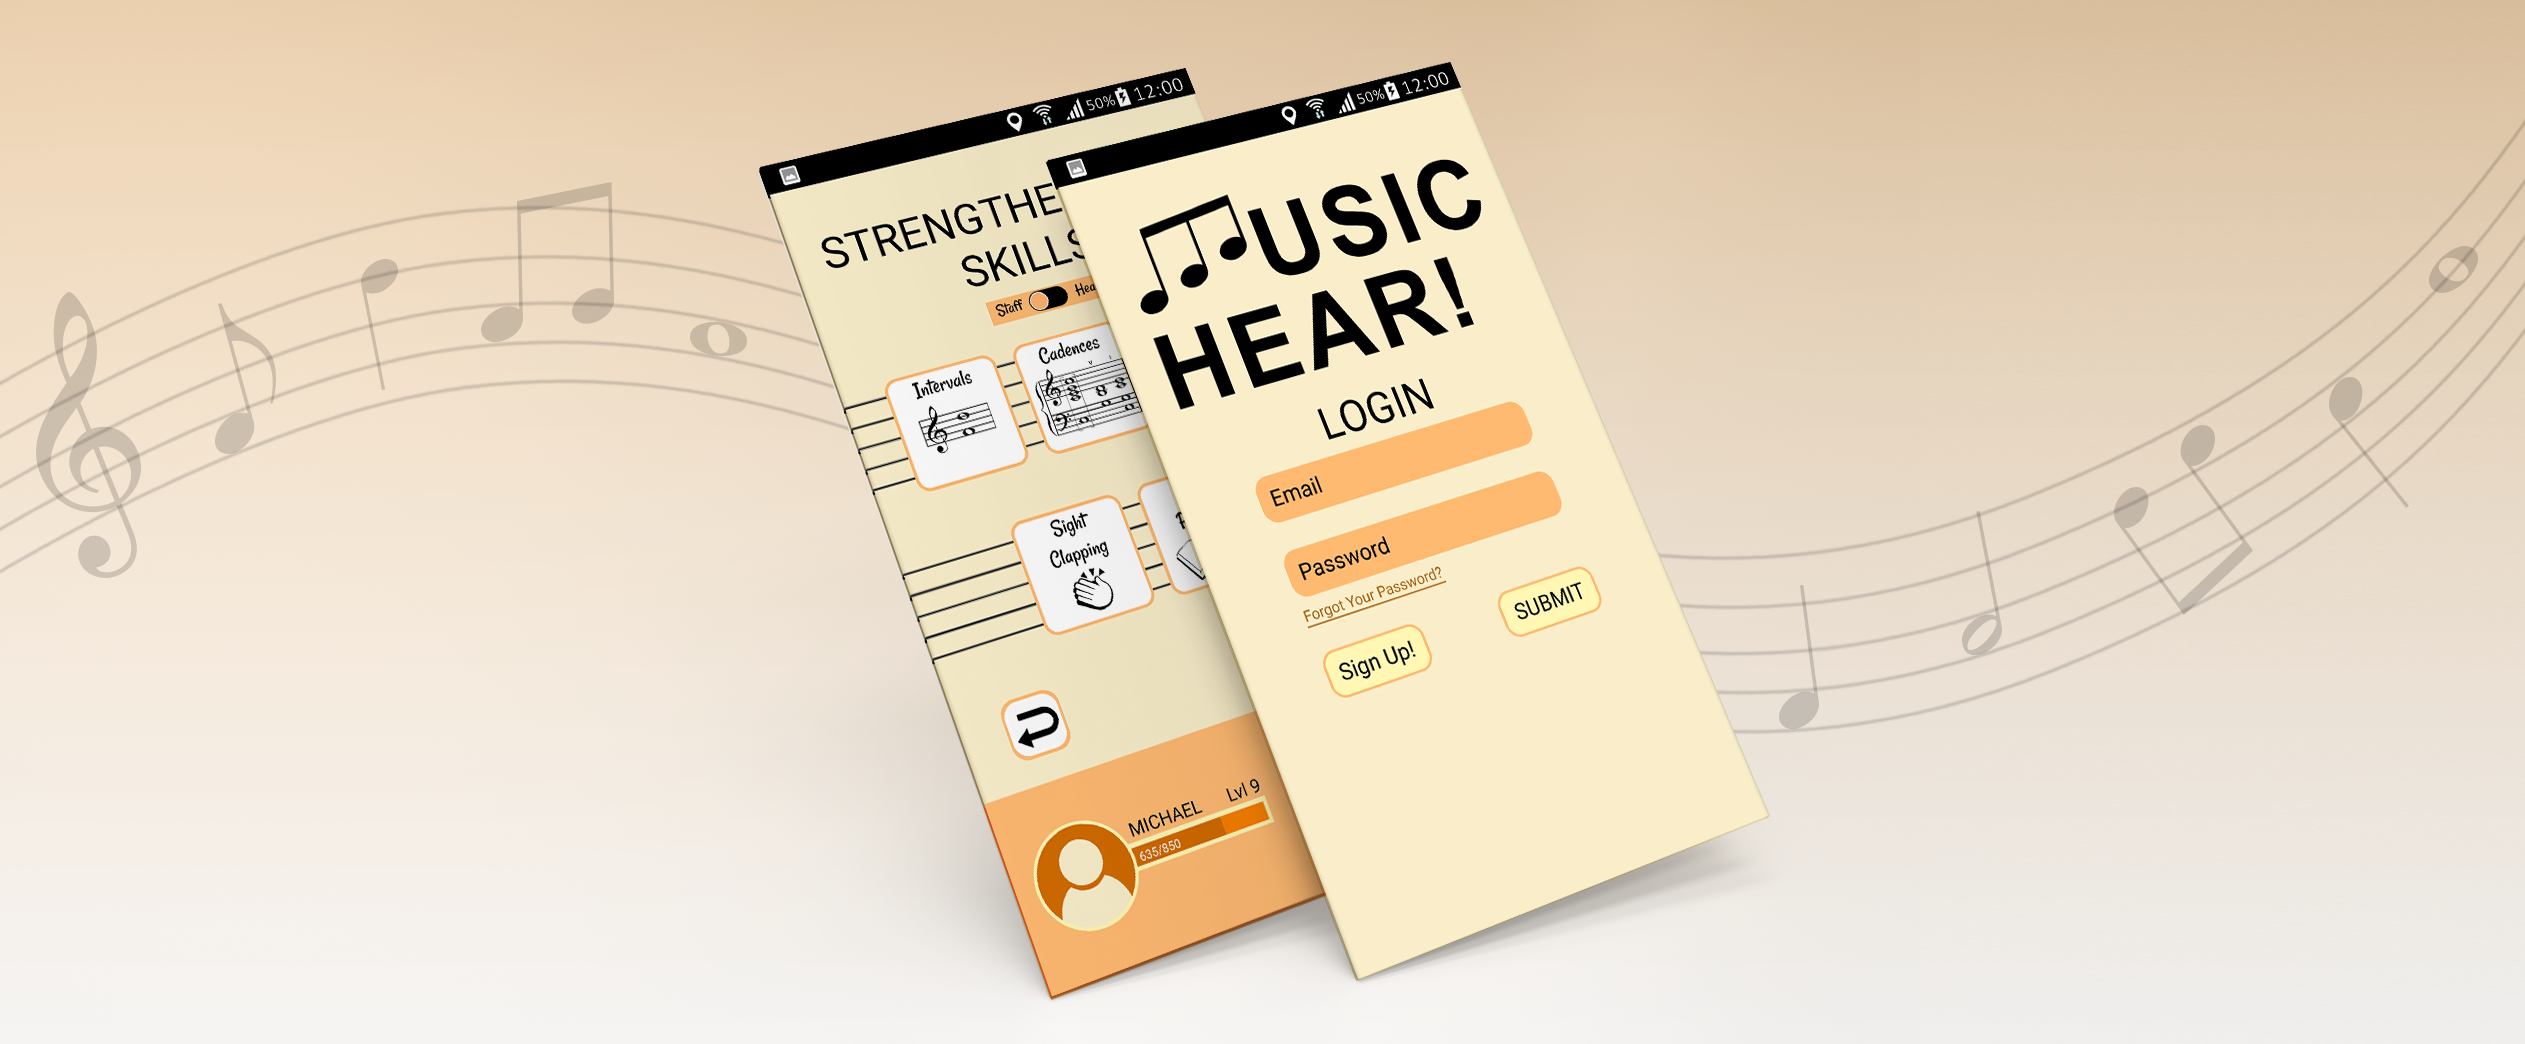 50% 12:00
STRENGTHE
SKILLS
Staff Hea
Intervals
Cadences
Sight
Clapping
MICHAEL Lvl 9
635/850
50% 12:00
MUSIC
HEAR!
LOGIN
Email
Password
Forgot Your Password?
SUBMIT
Sign Up!